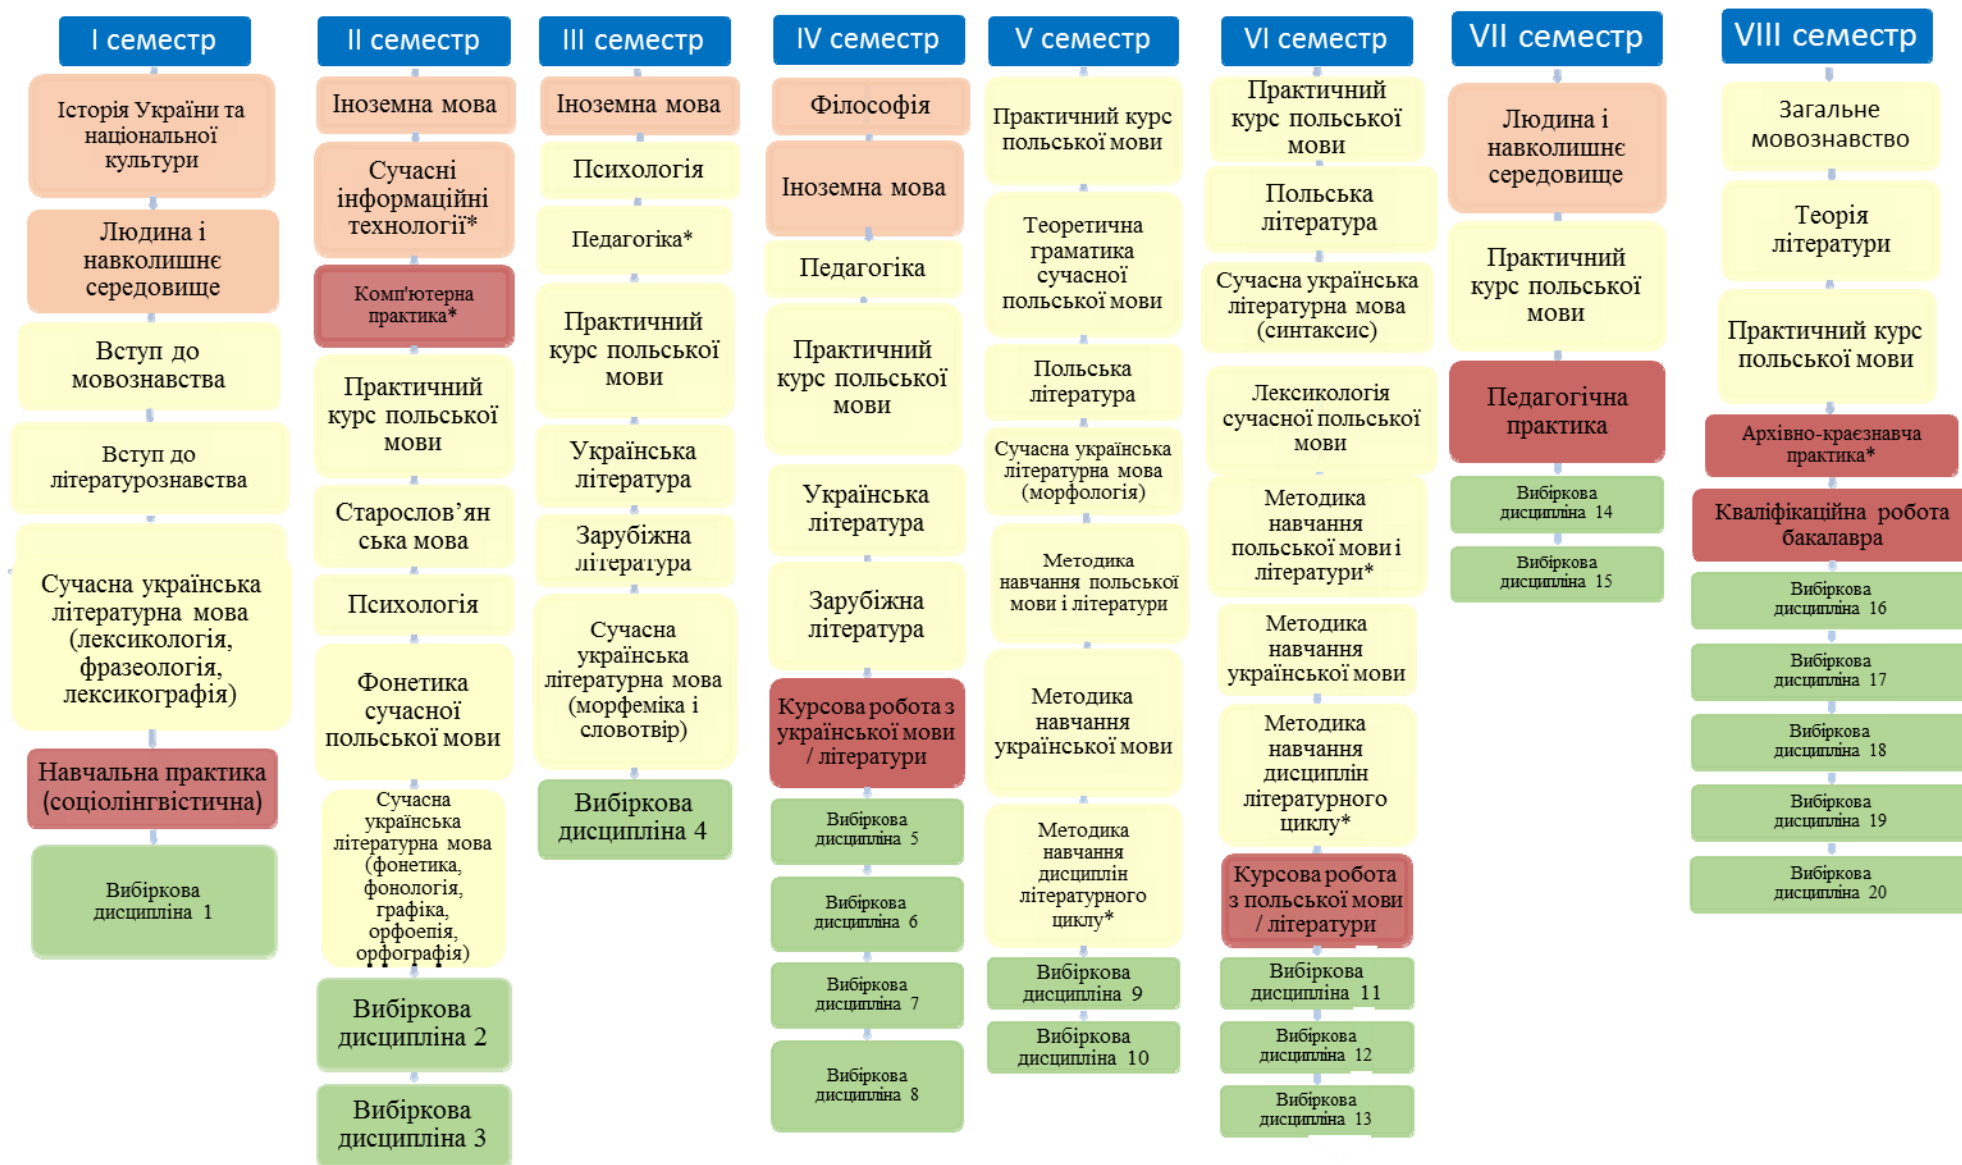 I семестр
Історія України та
національної
культури
Людина і
навколишнє
середовище
Вступ до
мовознавства
Вступ до
літературознавства
Сучасна українська
літературна мова
(лексикологія,
фразеологія,
лексикографія)
Навчальна практика
(соціолінгвістична)
Вибіркова
дисципліна 1
II семестр
Іноземна мова
Сучасні
інформаційні
технології*
Комп'ютерна
практика*
Практичний
курс польської
мови
Старослов’ян
ська мова
Психологія
Фонетика
сучасної
польської мови
Сучасна
українська
літературна мова
(фонетика,
фонологія,
графіка,
орфоепія,
орфографія)
Вибіркова
дисципліна 2
Вибіркова
дисципліна 3
III семестр
Іноземна мова
Психологія
Педагогіка*
Практичний
курс польської
мови
Українська
література
Зарубіжна
література
Сучасна
українська
літературна мова
(морфеміка і
словотвір)
Вибіркова
дисципліна 4
IV семестр
Філософія
Іноземна мова
Педагогіка
Практичний
курс польської
мови
Українська
література
Зарубіжна
література
Курсова робота з
української мови
/ літератури
Вибіркова
дисципліна 5
Вибіркова
дисципліна 6
Вибіркова
дисципліна 7
Вибіркова
дисципліна 8
V семестр
Практичний курс
польської мови
Теоретична
граматика
сучасної
польської мови
Польська
література
Сучасна українська
літературна мова
(морфологія)
Методика
навчання польської
мови і літератури
Методика
навчання
української мови
Методика
навчання
дисциплін
літературного
циклу*
Вибіркова
дисципліна 9
Вибіркова
дисципліна 10
VI семестр
Практичний
курс польської
мови
Польська
література
Сучасна українська
літературна мова
(синтаксис)
Лексикологія
сучасної польської
мови
Методика
навчання
польської мови і
літератури*
Методика
навчання
української мови
Методика
навчання
дисциплін
літературного
циклу*
Курсова робота
з польської мови
/ літератури
Вибіркова
дисципліна 11
Вибіркова
дисципліна 12
Вибіркова
дисципліна 13
VII семестр
Людина і
навколишнє
середовище
Практичний
курс польської
мови
Педагогічна
практика
Вибіркова
дисципліна 14
Вибіркова
дисципліна 15
VIII семестр
Загальне
мовознавство
Теорія
літератури
Практичний курс
польської мови
Архівно-краєзнавча
практика*
Кваліфікаційна робота
бакалавра
Вибіркова
дисципліна 16
Вибіркова
дисципліна 17
Вибіркова
дисципліна 18
Вибіркова
дисципліна 19
Вибіркова
дисципліна 20